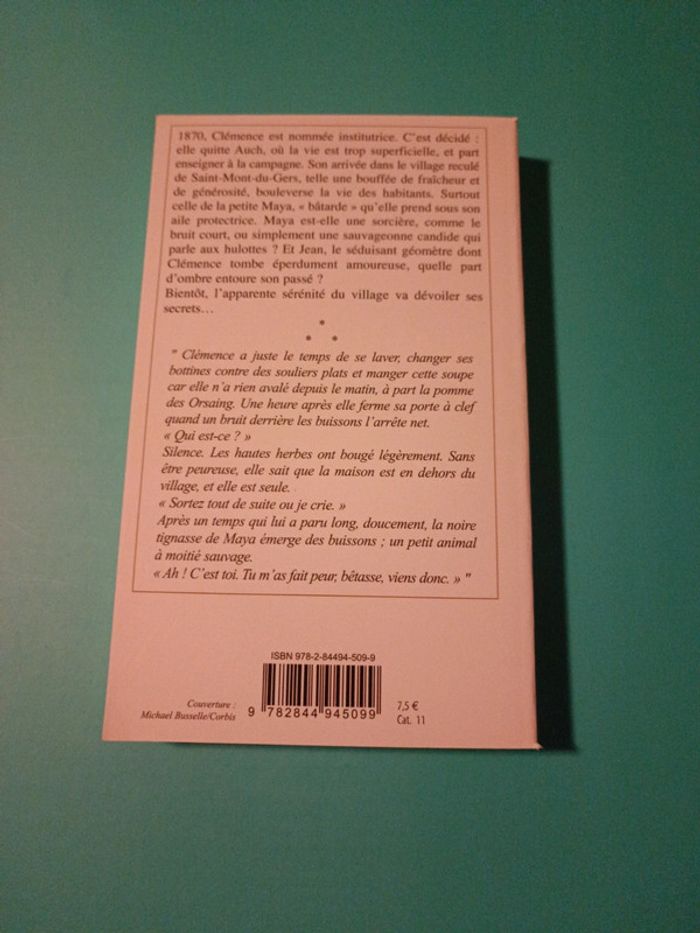 1870, Clémence est nommée institutrice. C'est décidé :
elle quitte Auch, où la vie est trop superficielle, et part
enseigner à la campagne. Son arrivée dans le village reculé
de Saint-Mont-du-Gers, telle une bouffée de fraîcheur et
de générosité, bouleverse la vie des habitants. Surtout
celle de la petite Maya, « bâtarde » qu'elle prend sous son
aile protectrice. Maya est-elle une sorcière, comme le
bruit court, ou simplement une sauvageonne candide qui
parle aux hulottes ? Et Jean, le séduisant géomètre dont
Clémence tombe éperdument amoureuse, quelle part
d'ombre entoure son passé ?
Bientôt, l'apparente sérénité du village va dévoiler ses
secrets...
*
* *
" Clémence a juste le temps de se laver, changer ses
bottines contre des souliers plats et manger cette soupe
car elle n'a rien avalé depuis le matin, à part la pomme
des Orsaing. Une heure après elle ferme sa porte à clef
quand un bruit derrière les buissons l'arrête net.
« Qui est-ce ? »
Silence. Les hautes herbes ont bougé légèrement. Sans
être peureuse, elle sait que la maison est en dehors du
village, et elle est seule.
« Sortez tout de suite ou je crie. »
Après un temps qui lui a paru long, doucement, la noire
tignasse de Maya émerge des buissons ; un petit animal
à moitié sauvage.
« Ah ! C'est toi. Tu m'as fait peur, bêtasse, viens donc. » "
ISBN 978-2-84494-509-9
Couverture :
Michael Busselle/Corbis
9 782844 945099
7,5 €
Cat. 11